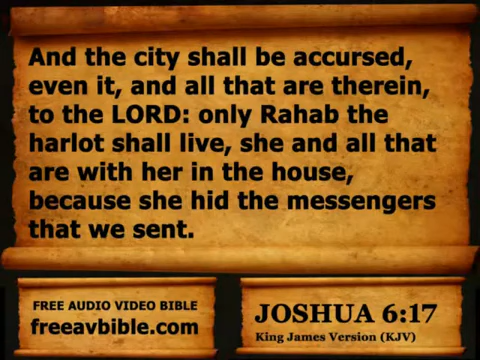 And the city shall be accursed,
even it, and all that are therein,
to the LORD: only Rahab the
harlot shall live, she and all that
are with her in the house,
because she hid the messengers
that we sent.
FREE AUDIO VIDEO BIBLE
freeavbible.com
JOSHUA 6:17
King James Version (KJV)